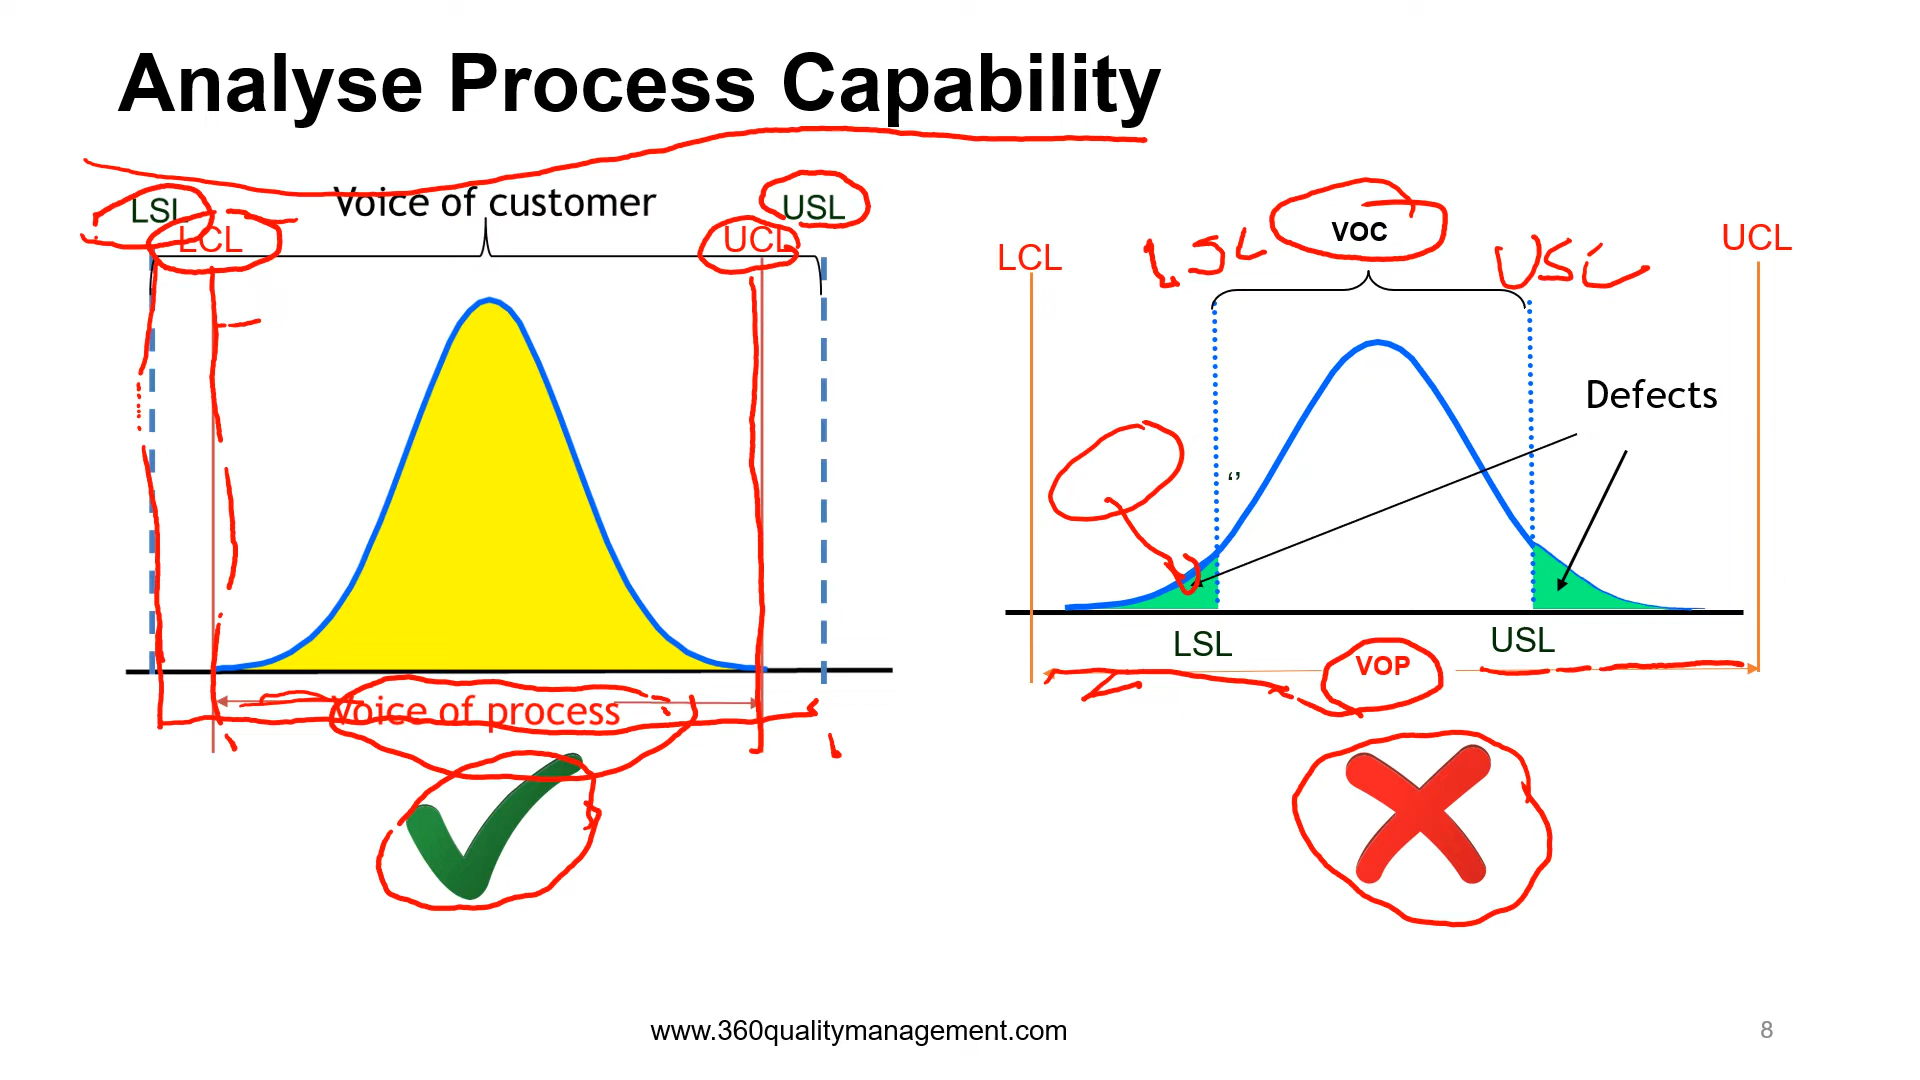 Analyse Process Capability
LSL
Voice of customer
USL
LCL
UCL
VOC
LCL
LSL
USL
UCL
Defects
‘’
LSL
USL
VOP
Voice of process
www.360qualitymanagement.com
8